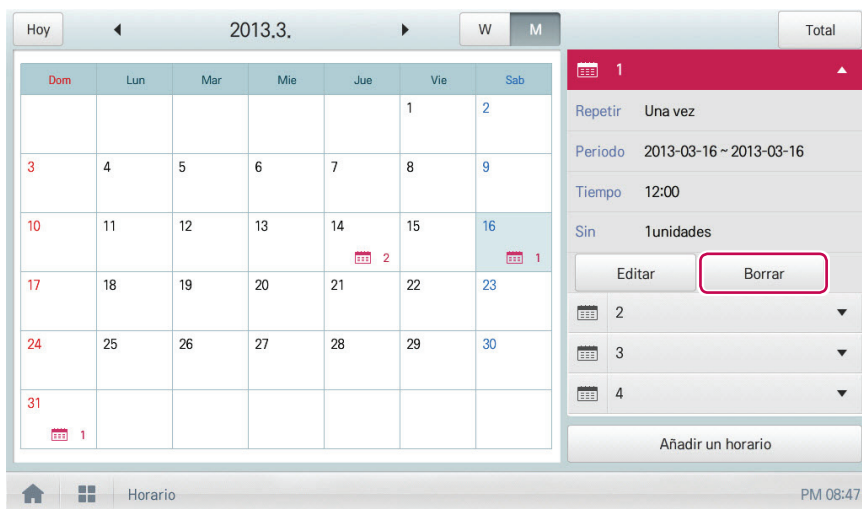 Hoy 2013.3. W M Total
Dom Lun Mar Mie Jue Vie Sab
1 2
3 4 5 6 7 8 9
10 11 12 13 14 15 16
2 1
17 18 19 20 21 22 23
24 25 26 27 28 29 30
31
1
1
Repetir Una vez
Periodo 2013-03-16 ~ 2013-03-16
Tiempo 12:00
Sin 1unidades
Editar Borrar
2
3
4
Añadir un horario
Horario PM 08:47